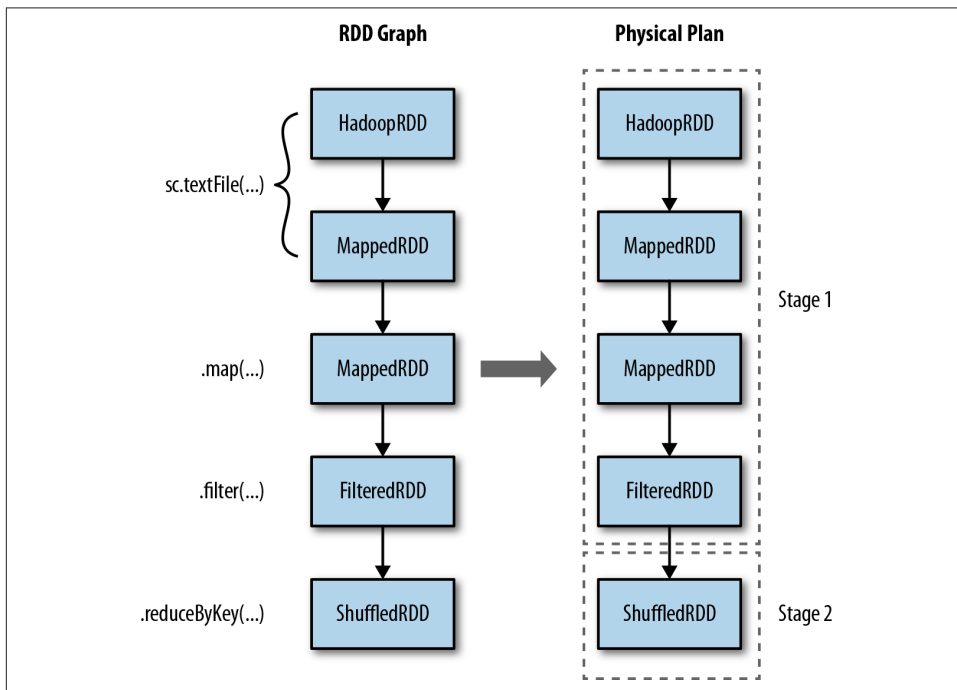 RDD Graph
Physical Plan
sc.textFile(...)
HadoopRDD
MappedRDD
.map(...)
MappedRDD
.filter(...)
FilteredRDD
.reduceByKey(...)
ShuffledRDD
HadoopRDD
MappedRDD
MappedRDD
FilteredRDD
Stage 1
ShuffledRDD
Stage 2